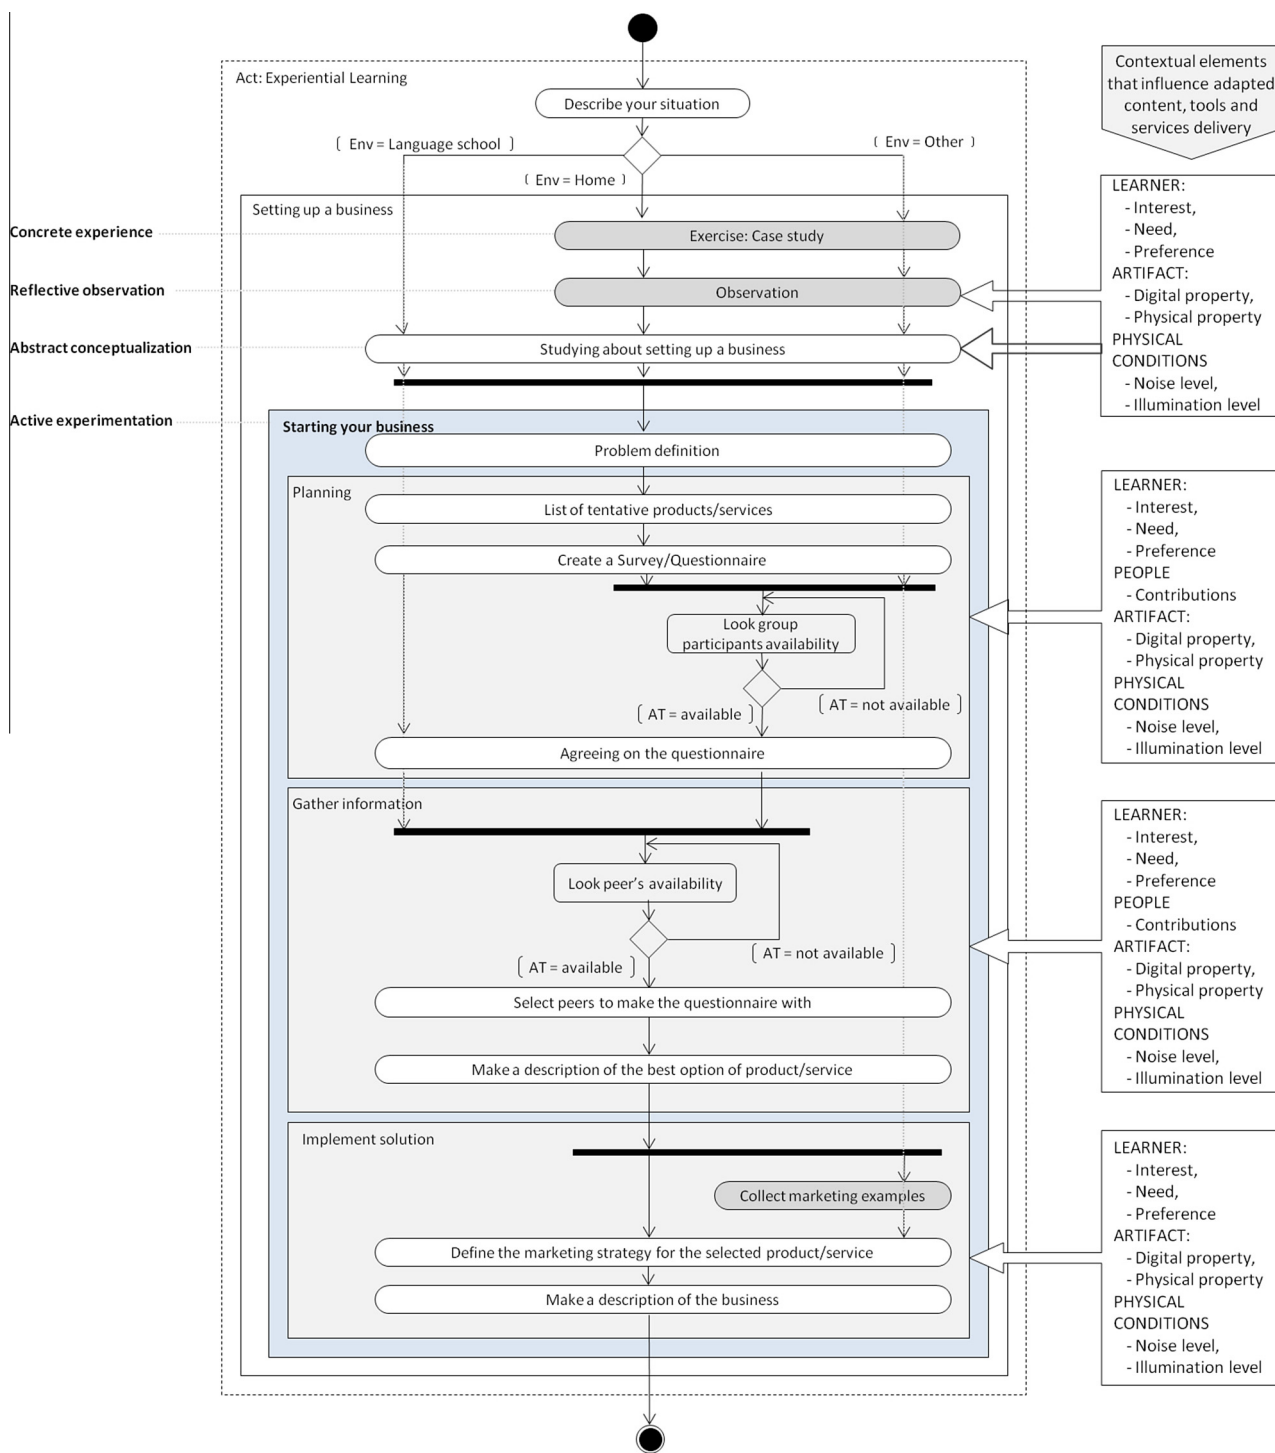 Act: Experiential Learning
Describe your situation
[ Env = Language school ]
[ Env = Other ]
[ Env = Home ]
Setting up a business
Concrete experience
Exercise: Case study
Reflective observation
Observation
Abstract conceptualization
Studying about setting up a business
Active experimentation
Starting your business
Problem definition
Planning
List of tentative products/services
Create a Survey/Questionnaire
Look group
participants availability
[ AT = not available ]
[ AT = available ]
Agreeing on the questionnaire
Gather information
Look peer's availability
[ AT = not available ]
[ AT = available ]
Select peers to make the questionnaire with
Make a description of the best option of product/service
Implement solution
Collect marketing examples
Define the marketing strategy for the selected product/service
Make a description of the business
Contextual elements
that influence adapted
content, tools and
services delivery
LEARNER:
- Interest,
- Need,
- Preference
ARTIFACT:
- Digital property,
- Physical property
PHYSICAL
CONDITIONS
- Noise level,
- Illumination level
LEARNER:
- Interest,
- Need,
- Preference
PEOPLE
- Contributions
ARTIFACT:
- Digital property,
- Physical property
PHYSICAL
CONDITIONS
- Noise level,
- Illumination level
LEARNER:
- Interest,
- Need,
- Preference
PEOPLE
- Contributions
ARTIFACT:
- Digital property,
- Physical property
PHYSICAL
CONDITIONS
- Noise level,
- Illumination level
LEARNER:
- Interest,
- Need,
- Preference
ARTIFACT:
- Digital property,
- Physical property
PHYSICAL
CONDITIONS
- Noise level,
- Illumination level